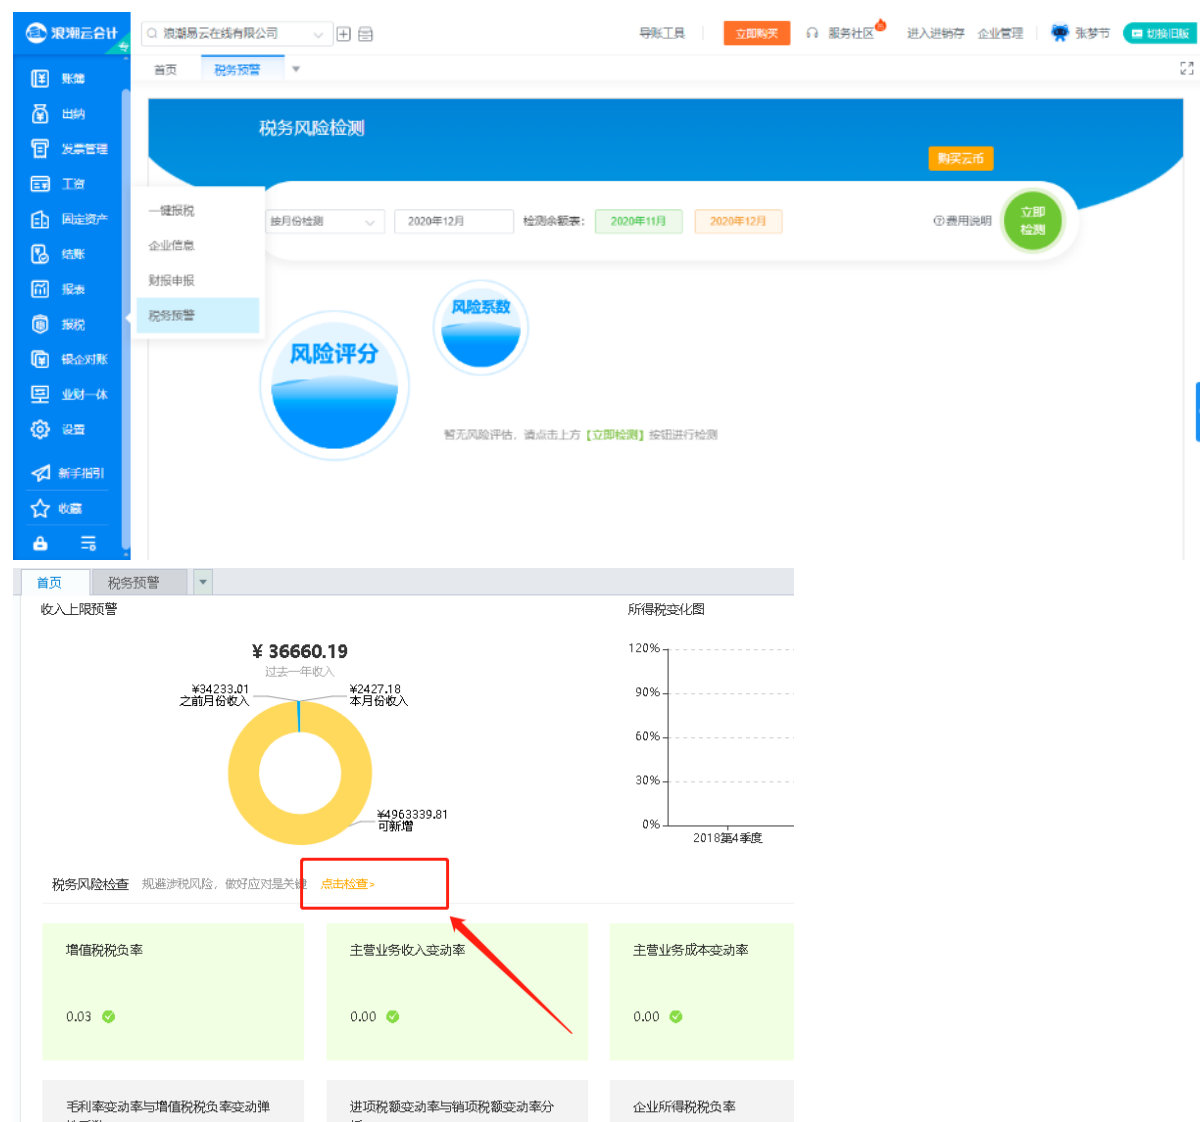 浪潮云会计
专
浪潮易云在线有限公司
导账工具
立即购买
服务社区
进入进销存
企业管理
张梦节
切换旧版
首页
税务预警
账簿
出纳
发票管理
工资
固定资产
结账
报表
报税
银企对账
业财一体
设置
新手指引
收藏
一键报税
企业信息
财报申报
税务预警
税务风险检测
购买云币
按月份检测
2020年12月
检测余额表:
2020年11月
2020年12月
费用说明
立即
检测
风险评分
风险系数
暂无风险评估, 请点击上方【立即检测】按钮进行检测
首页
税务预警
收入上限预警
¥ 36660.19
过去一年收入
¥34233.01
之前月份收入
¥2427.18
本月份收入
¥4963339.81
可新增
所得税变化图
120%
90%
60%
30%
0%
2018第4季度
税务风险检查 规避涉税风险, 做好应对是关键 点击检查>
增值税税负率
0.03
主营业务收入变动率
0.00
主营业务成本变动率
0.00
毛利率变动率与增值税税负率变动弹
进项税额变动率与销项税额变动率分
企业所得税税负率